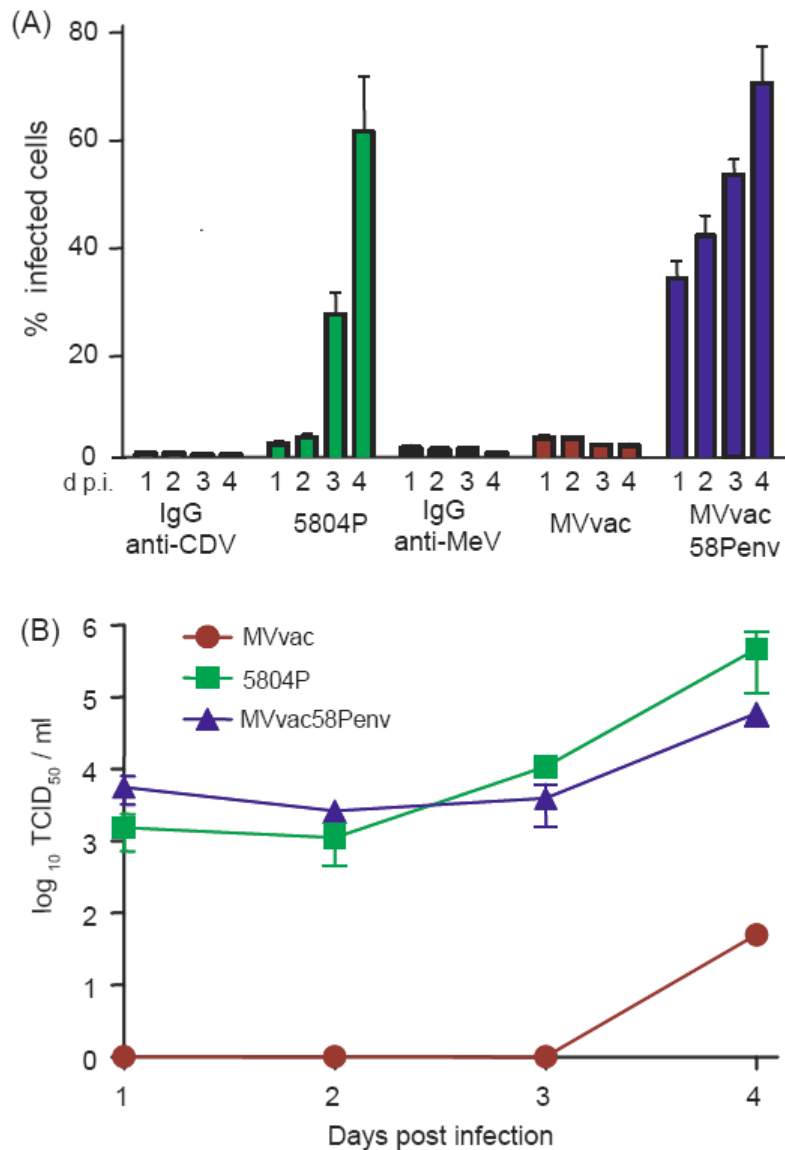 (A)
80
60
40
20
0
% infected cells
d p.i. 1 2 3 4 1 2 3 4 1 2 3 4 1 2 3 4 1 2 3 4
IgG
anti-CDV
5804P
IgG
anti-MeV
MVvac
MVvac
58Penv
(B)
MVvac
5804P
MVvac58Penv
6
5
4
3
2
1
0
log 10 TCID50 / ml
1 2 3 4
Days post infection